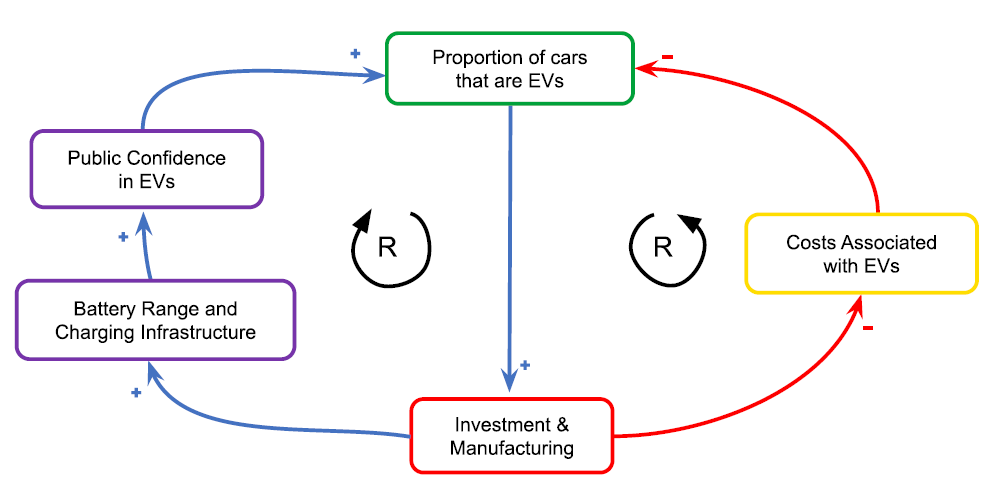 +
Proportion of cars
that are EVs
-
Public Confidence
in EVs
+
R
R
Costs Associated
with EVs
Battery Range and
Charging Infrastructure
-
+
+
Investment &
Manufacturing